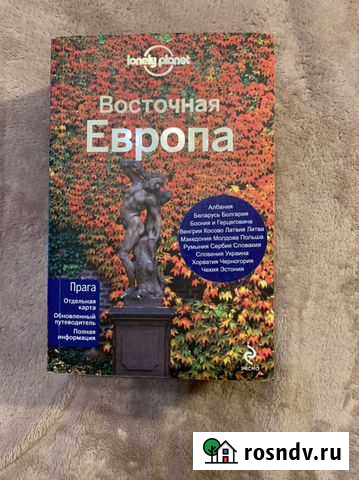 lonely planet
Восточная
Европа
Албания
Беларусь Болгария
Босния и Герцеговина
Венгрия Косово Латвия Литва
Македония Молдова Польша
Румыния Сербия Словакия
Словения Украина
Хорватия Черногория
Чехия Эстония
Прага
Отдельная
карта
Обновленный
путеводитель
Полная
информация
ЭКСМО
rosndv.ru